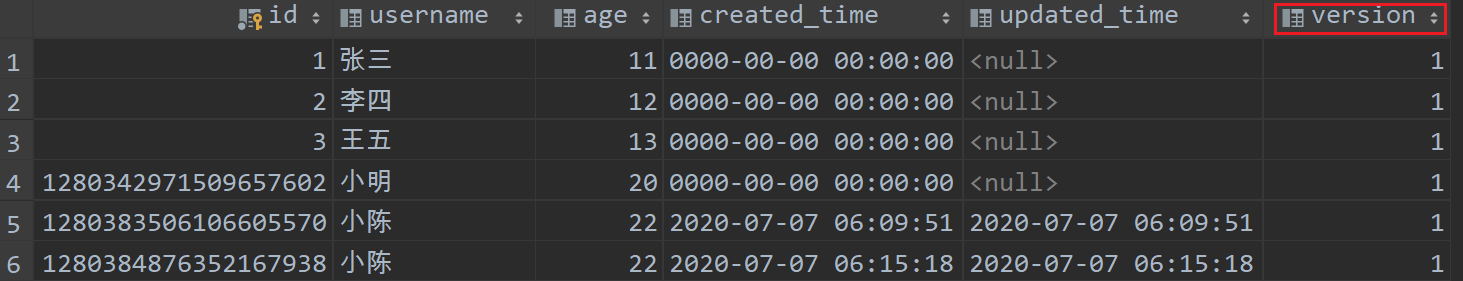 id username age created_time updated_time version
1 1 张三 11 0000-00-00 00:00:00 <null> 1
2 2 李四 12 0000-00-00 00:00:00 <null> 1
3 3 王五 13 0000-00-00 00:00:00 <null> 1
4 1280342971509657602 小明 20 0000-00-00 00:00:00 <null> 1
5 1280383506106605570 小陈 22 2020-07-07 06:09:51 2020-07-07 06:09:51 1
6 1280384876352167938 小陈 22 2020-07-07 06:15:18 2020-07-07 06:15:18 1